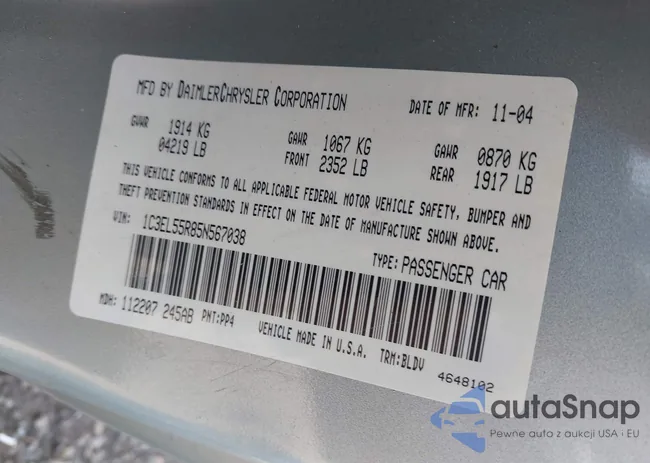 MFD BY DAIMLERCHRYSLER CORPORATION DATE OF MFR: 11-04
GVWR 1914 KG GAWR 1067 KG GAWR 0870 KG
04219 LB FRONT 2352 LB REAR 1917 LB
THIS VEHICLE CONFORMS TO ALL APPLICABLE FEDERAL MOTOR VEHICLE SAFETY, BUMPER AND
THEFT PREVENTION STANDARDS IN EFFECT ON THE DATE OF MANUFACTURE SHOWN ABOVE.
VIN: 1C3EL55R85N567038 TYPE: PASSENGER CAR
MDH: 112207 245AB PNT: PP4 VEHICLE MADE IN U.S.A. TRM: BLDV
4648102
autaSnap
Pewne auto z aukcji USA i EU